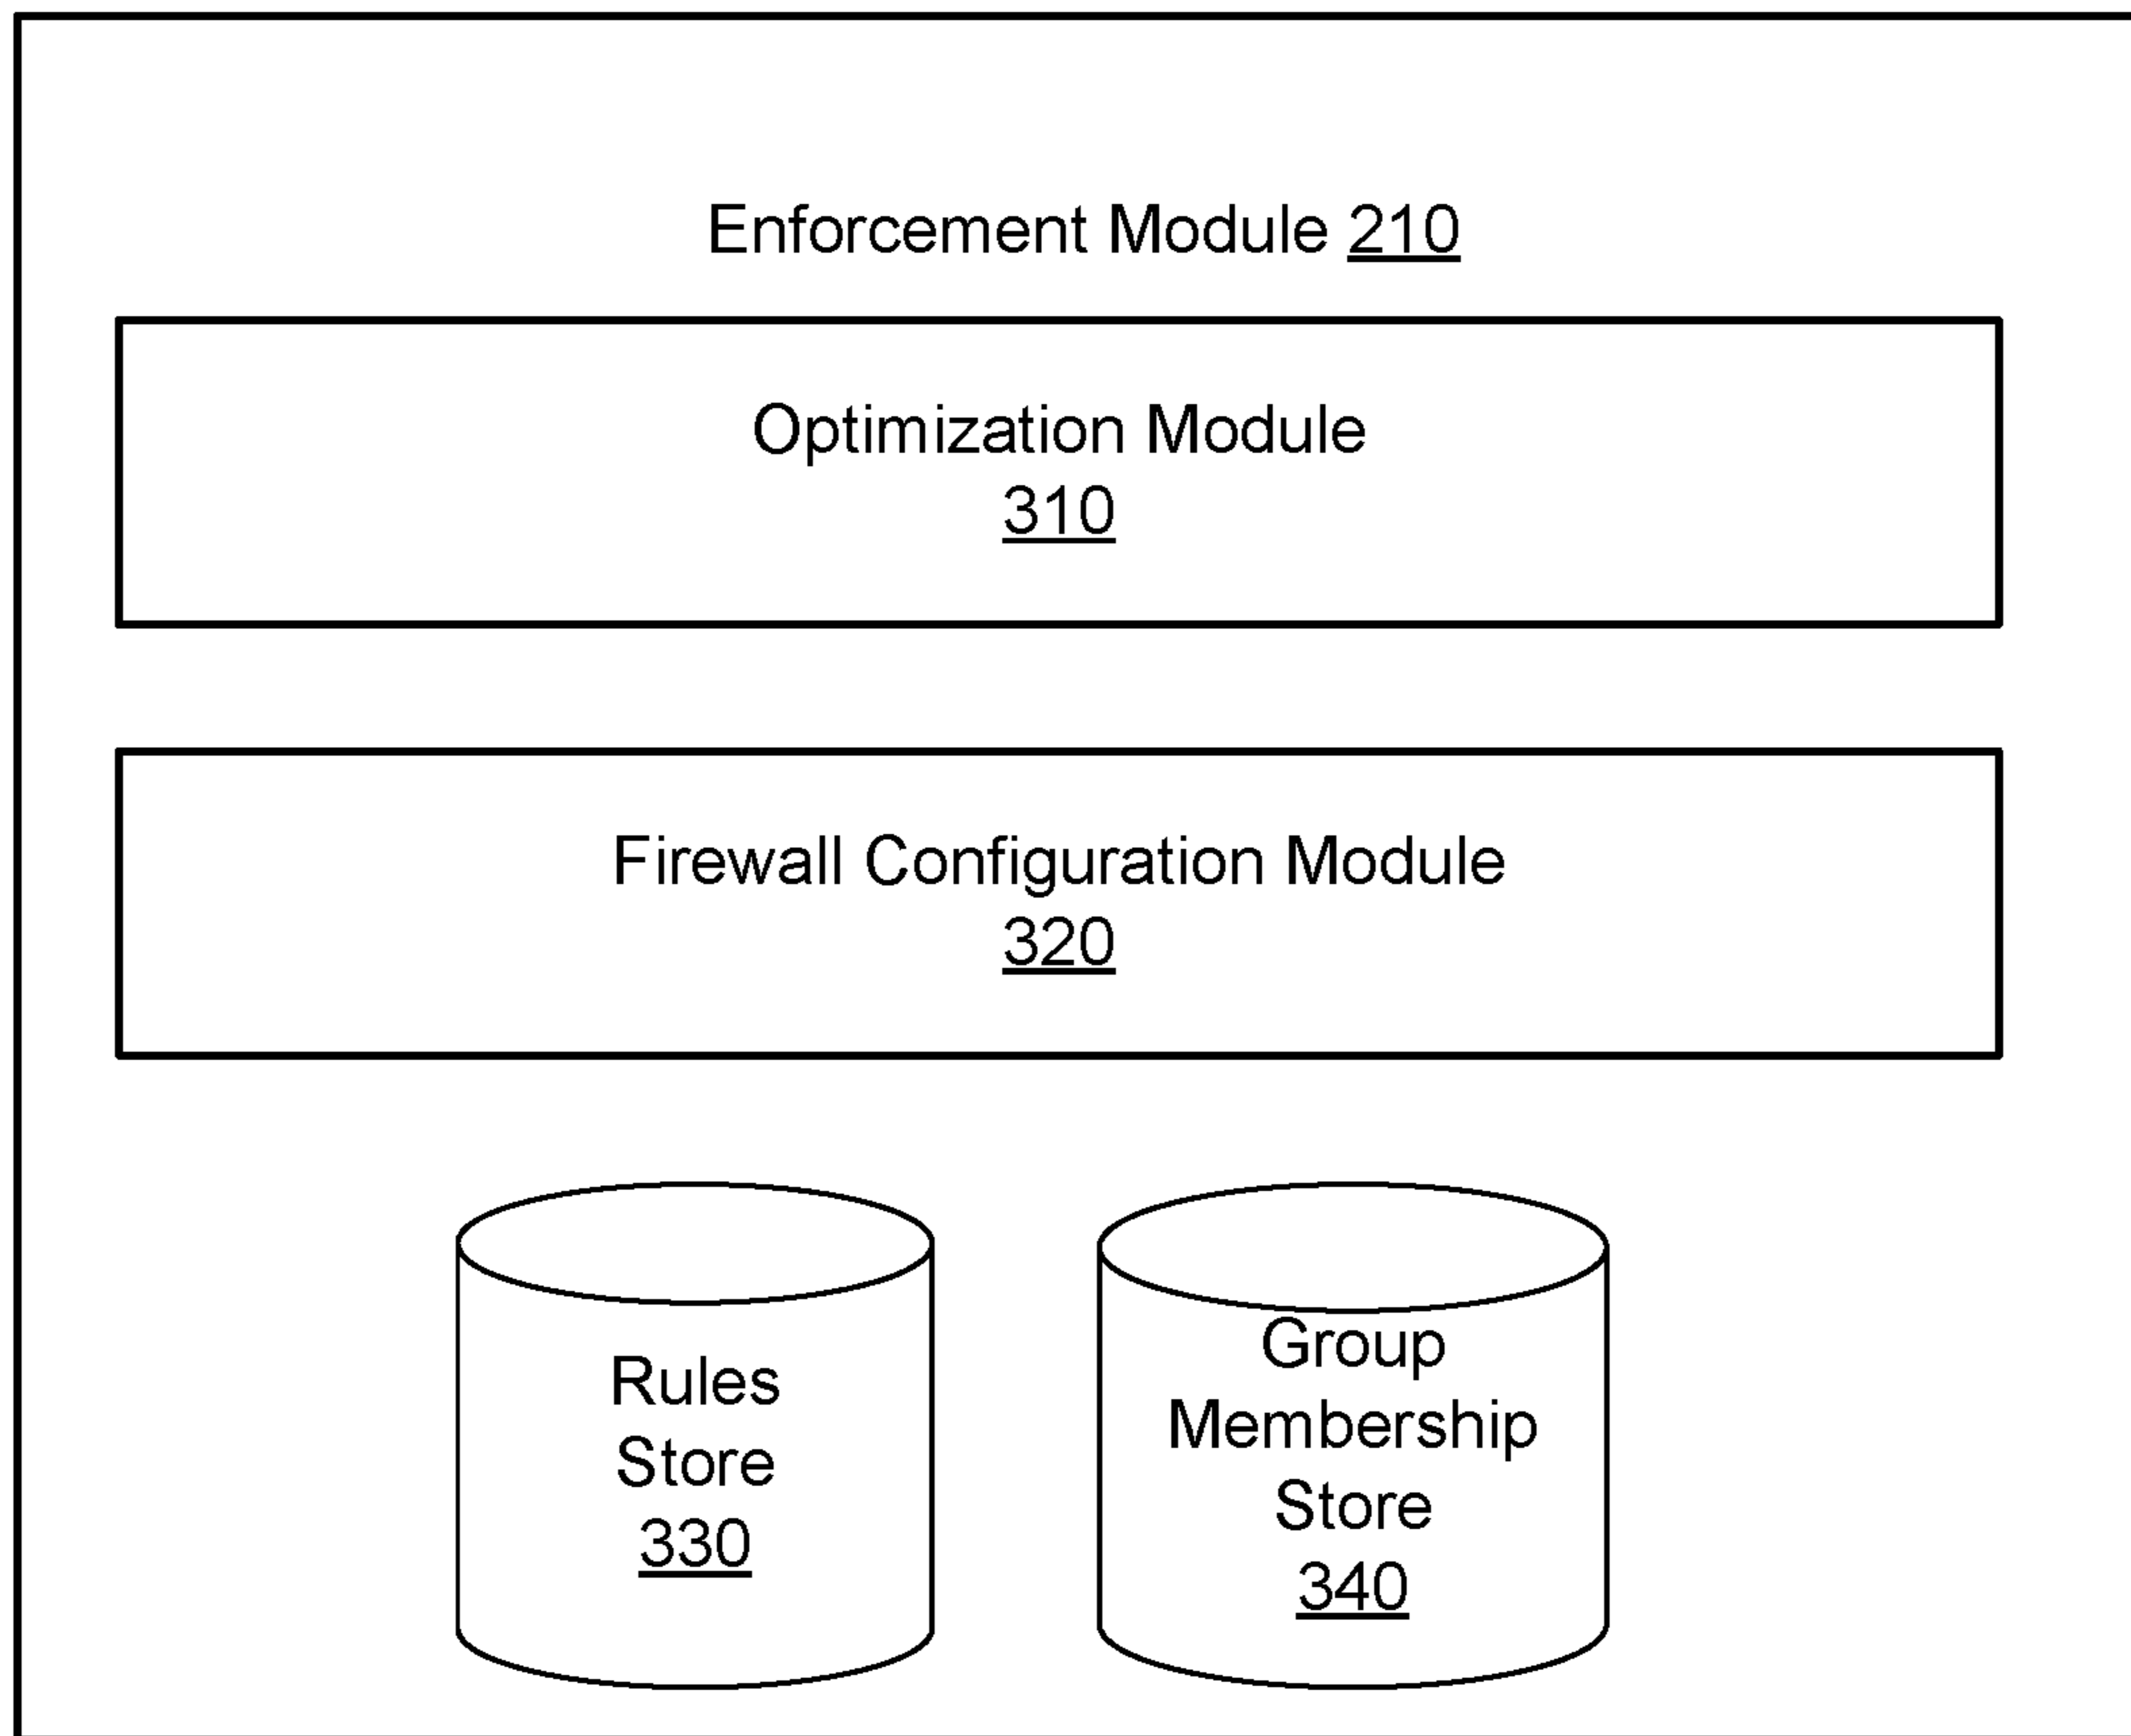 Enforcement Module 210
Optimization Module
310
Firewall Configuration Module
320
Rules
Store
330
Group
Membership
Store
340